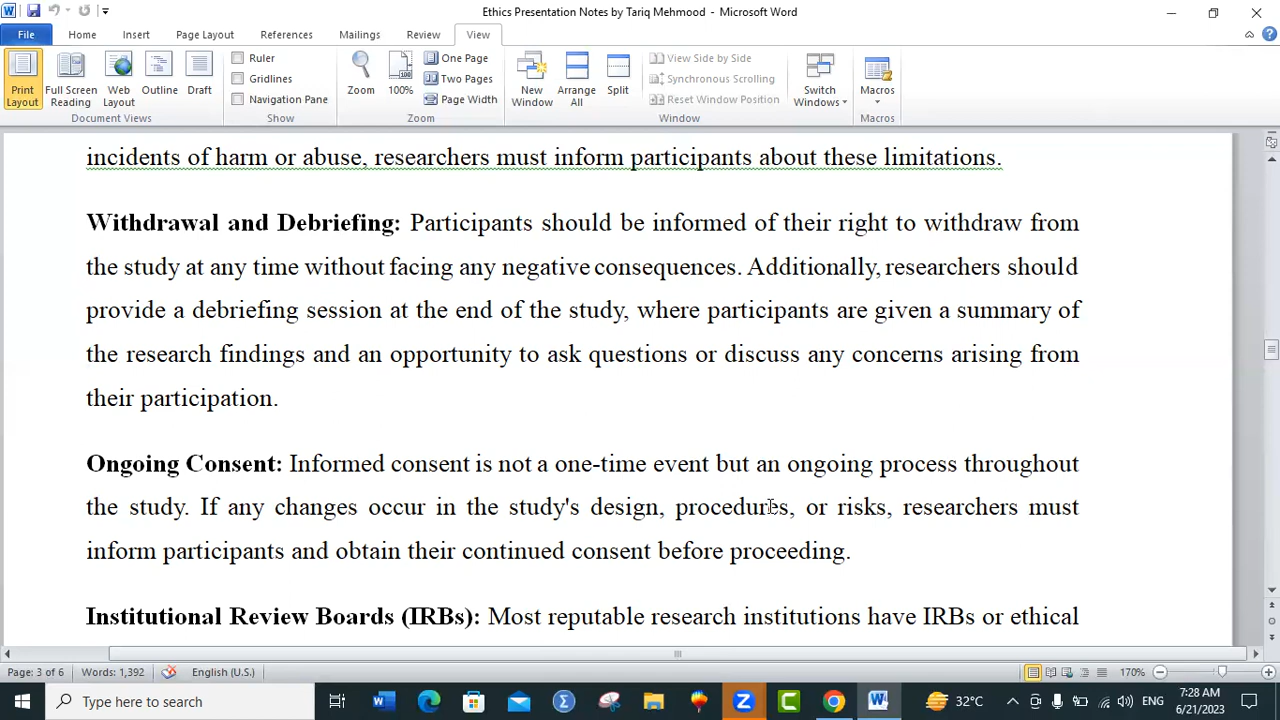 Ethics Presentation Notes by Tariq Mehmood - Microsoft Word
File Home Insert Page Layout References Mailings Review View
Print Layout
Full Screen Reading
Web Layout
Outline
Draft
Document Views
Ruler
Gridlines
Navigation Pane
Show
Zoom
100%
One Page
Two Pages
Page Width
Zoom
New Window
Arrange All
Split
View Side by Side
Synchronous Scrolling
Reset Window Position
Window
Switch Windows
Macros
Macros
incidents of harm or abuse, researchers must inform participants about these limitations.
Withdrawal and Debriefing: Participants should be informed of their right to withdraw from
the study at any time without facing any negative consequences. Additionally, researchers should
provide a debriefing session at the end of the study, where participants are given a summary of
the research findings and an opportunity to ask questions or discuss any concerns arising from
their participation.
Ongoing Consent: Informed consent is not a one-time event but an ongoing process throughout
the study. If any changes occur in the study's design, procedures, or risks, researchers must
inform participants and obtain their continued consent before proceeding.
Institutional Review Boards (IRBs): Most reputable research institutions have IRBs or ethical
Page: 3 of 6 Words: 1,392 English (U.S.) 170%
Type here to search
32°C ENG
7:28 AM
6/21/2023